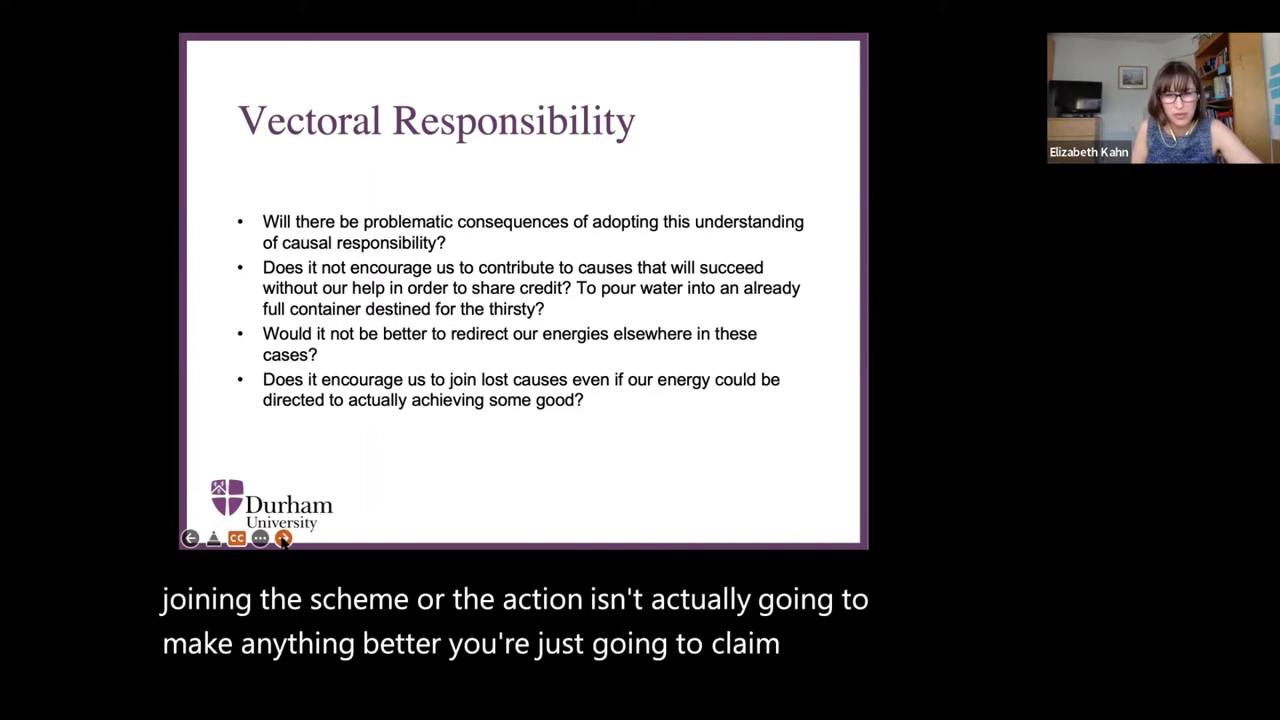 Vectoral Responsibility
• Will there be problematic consequences of adopting this understanding
of causal responsibility?
• Does it not encourage us to contribute to causes that will succeed
without our help in order to share credit? To pour water into an already
full container destined for the thirsty?
• Would it not be better to redirect our energies elsewhere in these
cases?
• Does it encourage us to join lost causes even if our energy could be
directed to actually achieving some good?
Durham
University
CC
Elizabeth Kahn
joining the scheme or the action isn't actually going to
make anything better you're just going to claim